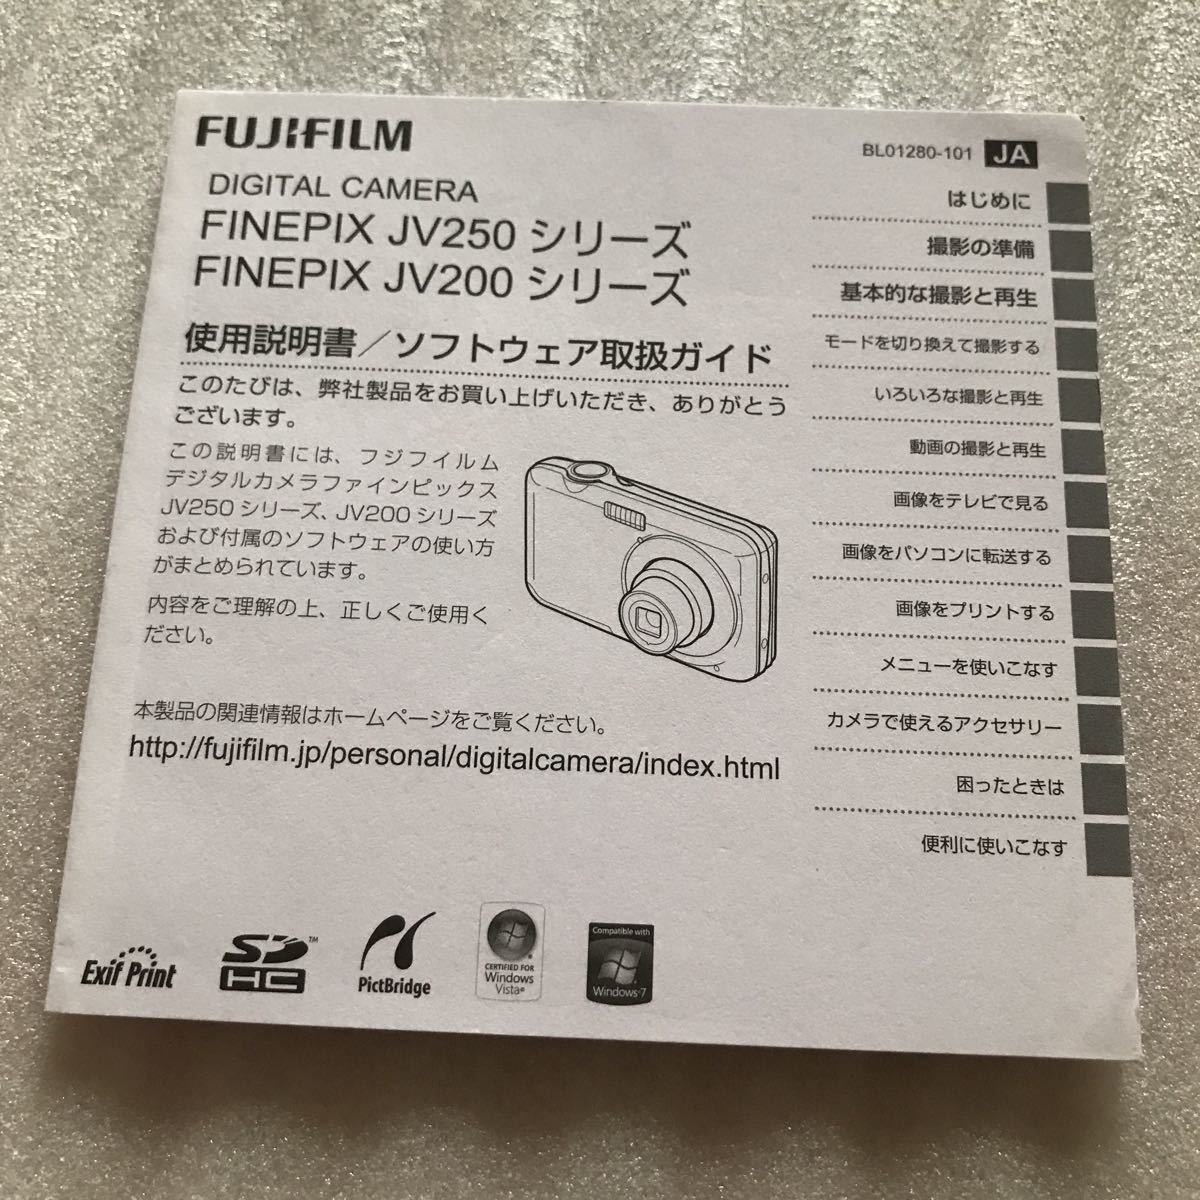 FUJIFILM
DIGITAL CAMERA
FINEPIX JV250 シリーズ
FINEPIX JV200 シリーズ
使用説明書／ソフトウェア取扱ガイド
このたびは、弊社製品をお買い上げいただき、ありがとう
ございます。
この説明書には、フジフイルム
デジタルカメラファインピックス
JV250 シリーズ、JV200 シリーズ
および付属のソフトウェアの使い方
がまとめられています。
内容をご理解の上、正しくご使用く
ださい。
本製品の関連情報はホームページをご覧ください。
http://fujifilm.jp/personal/digitalcamera/index.html
BL01280-101 JA
はじめに
撮影の準備
基本的な撮影と再生
モードを切り換えて撮影する
いろいろな撮影と再生
動画の撮影と再生
画像をテレビで見る
画像をパソコンに転送する
画像をプリントする
メニューを使いこなす
カメラで使えるアクセサリー
困ったときは
便利に使いこなす
Exif Print
SD™
HC
PictBridge
CERTIFIED FOR
Windows
Vista®
Compatible with
Windows®7